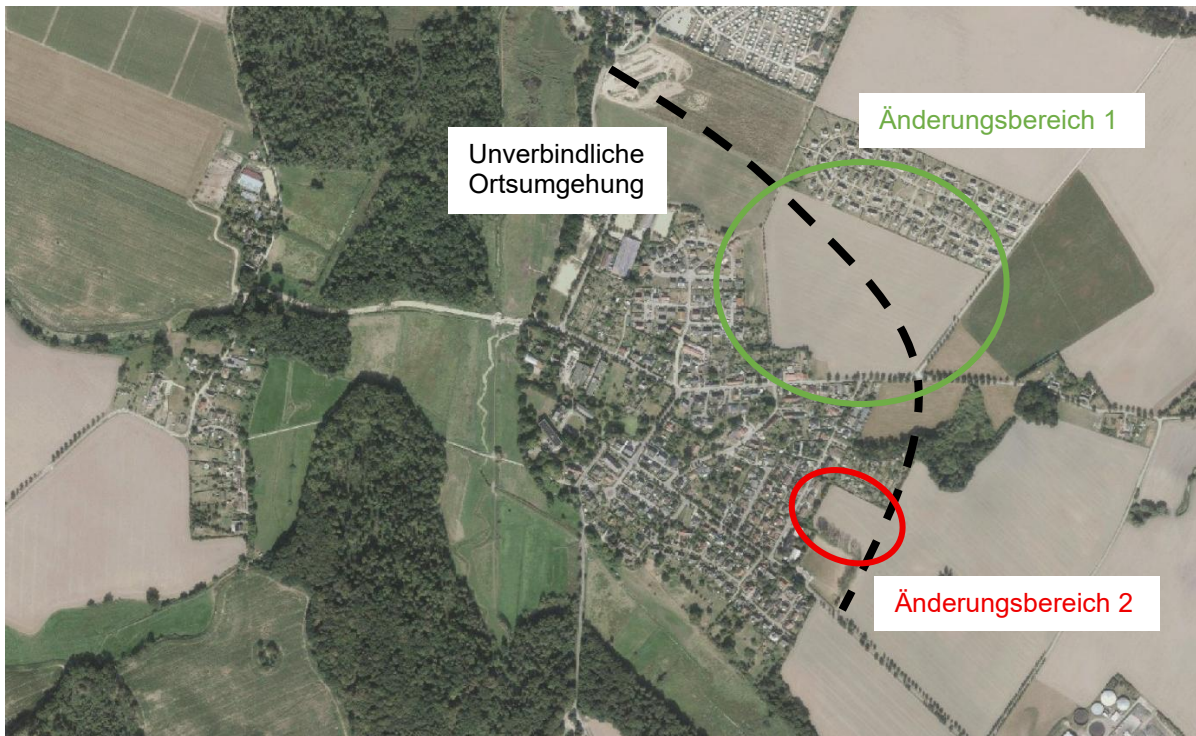 Änderungsbereich 1
Unverbindliche
Ortsumgehung
Änderungsbereich 2